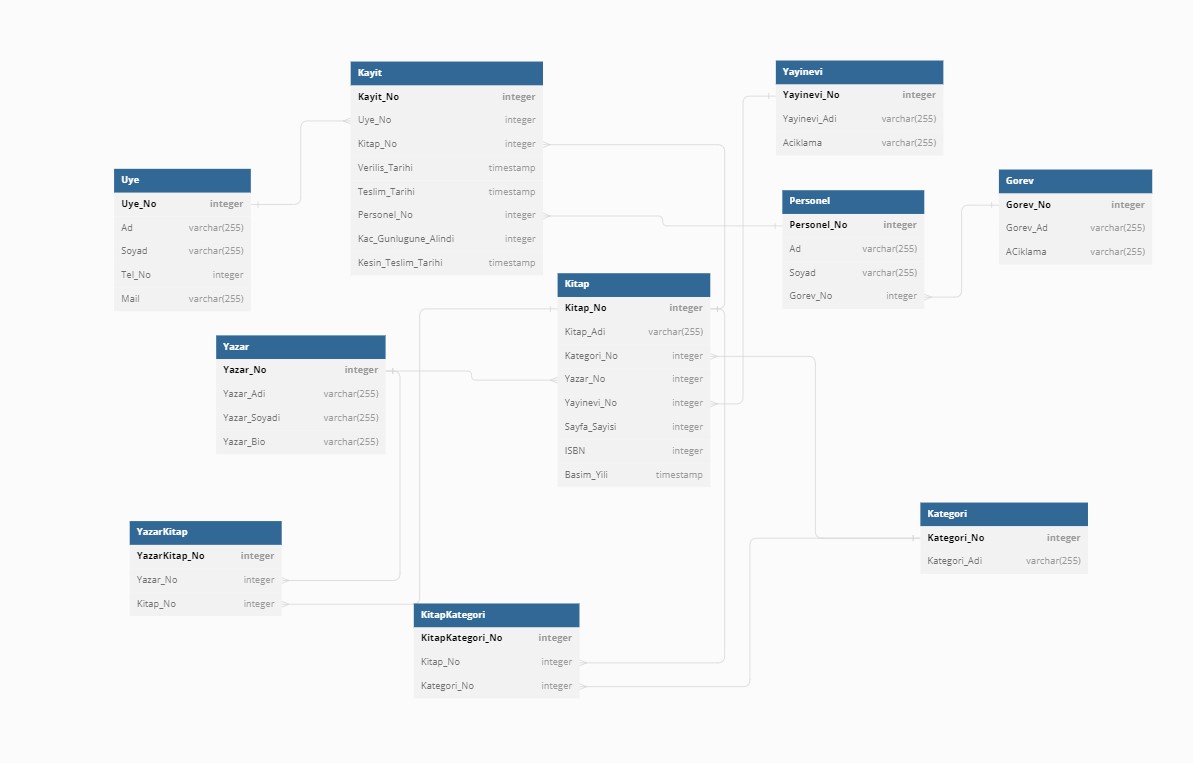 Kayit
Kayit_No integer
Uye_No integer
Kitap_No integer
Verilis_Tarihi timestamp
Teslim_Tarihi timestamp
Personel_No integer
Kac_Gunlugune_Alindi integer
Kesin_Teslim_Tarihi timestamp
Yayinevi
Yayinevi_No integer
Yayinevi_Adi varchar(255)
Aciklama varchar(255)
Uye
Uye_No integer
Ad varchar(255)
Soyad varchar(255)
Tel_No integer
Mail varchar(255)
Personel
Personel_No integer
Ad varchar(255)
Soyad varchar(255)
Gorev_No integer
Gorev
Gorev_No integer
Gorev_Ad varchar(255)
ACiklama varchar(255)
Kitap
Kitap_No integer
Kitap_Adi varchar(255)
Kategori_No integer
Yazar_No integer
Yayinevi_No integer
Sayfa_Sayisi integer
ISBN integer
Basim_Yili timestamp
Yazar
Yazar_No integer
Yazar_Adi varchar(255)
Yazar_Soyadi varchar(255)
Yazar_Bio varchar(255)
YazarKitap
YazarKitap_No integer
Yazar_No integer
Kitap_No integer
KitapKategori
KitapKategori_No integer
Kitap_No integer
Kategori_No integer
Kategori
Kategori_No integer
Kategori_Adi varchar(255)